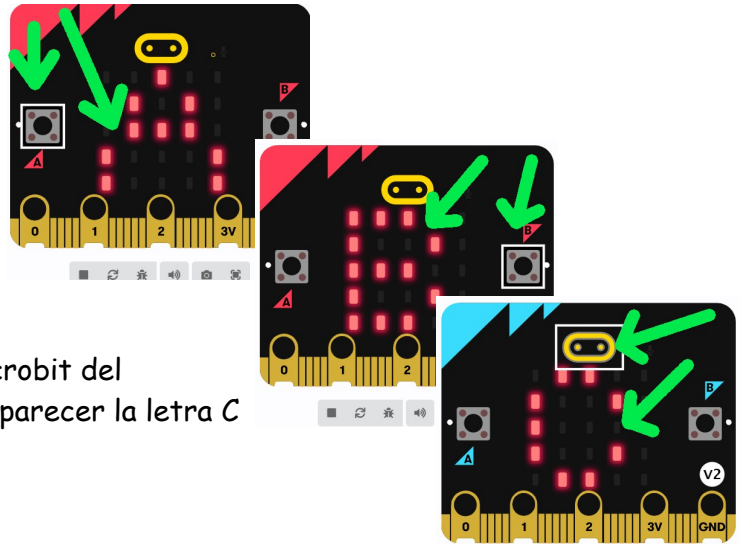 B
A
0 1 2 3V
B
A
0 1 2
crobit del
parecer la letra C
B
A
V2
0 1 2 3V GND